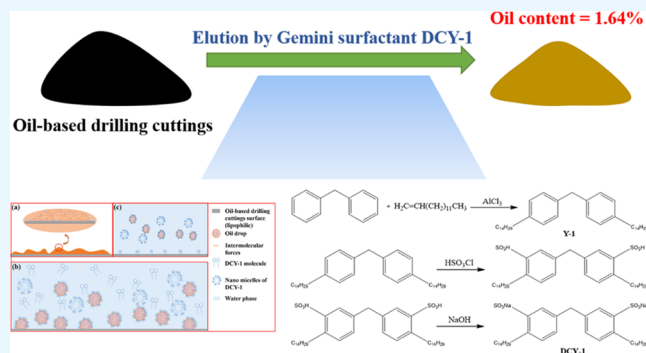 Oil content = 1.64%
Elution by Gemini surfactant DCY-1
Oil-based drilling cuttings
(a)
(c)
Oil-based drilling
cuttings surface
(lipophilic)
Oil drop
Intermolecular
forces
DCY-1 molecule
Nano micelles of
DCY-1
Water phase
(b)
+ H₂C=CH(CH₂)₁₁CH₃
AlCl₃
C₁₄H₂₉
C₁₄H₂₉
Y-1
C₁₄H₂₉
C₁₄H₂₉
HSO₃Cl
SO₃H
SO₃H
C₁₄H₂₉
C₁₄H₂₉
SO₃H
SO₃H
C₁₄H₂₉
C₁₄H₂₉
NaOH
SO₃Na
SO₃Na
C₁₄H₂₉
C₁₄H₂₉
DCY-1